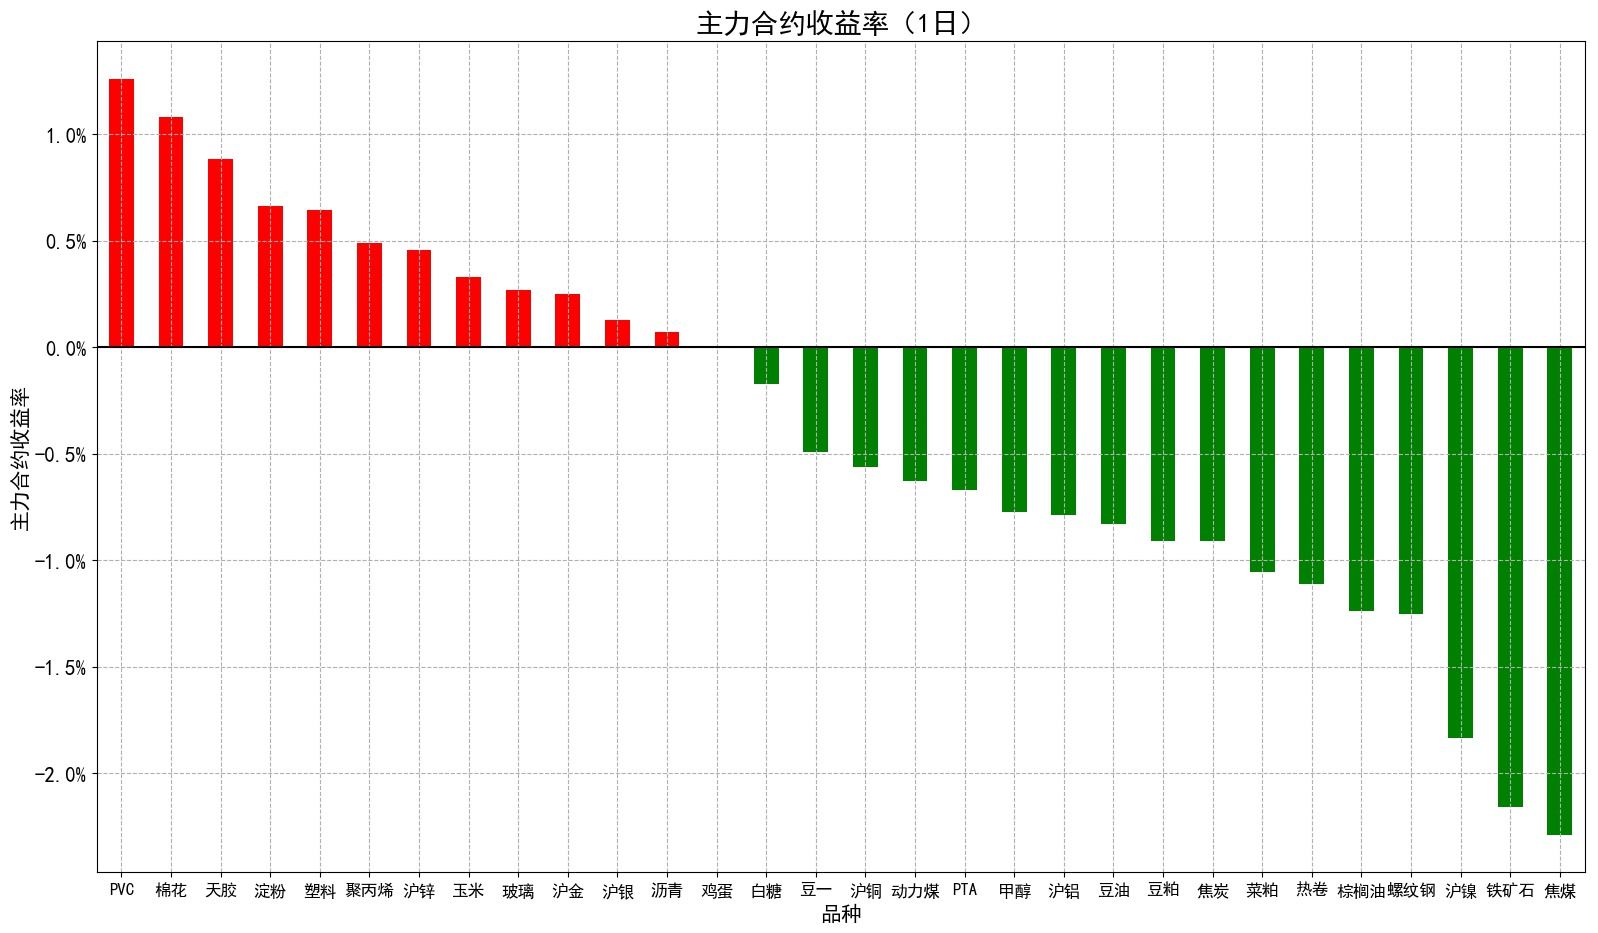 主力合约收益率（1日）
1.0%
0.5%
0.0%
−0.5%
−1.0%
−1.5%
−2.0%
主力合约收益率
PVC 棉花 天胶 淀粉 塑料 聚丙烯 沪锌 玉米 玻璃 沪金 沪银 沥青 鸡蛋 白糖 豆一 沪铜 动力煤 PTA 甲醇 沪铝 豆油 豆粕 焦炭 菜粕 热卷 棕榈油 螺纹钢 沪镍 铁矿石 焦煤
品种